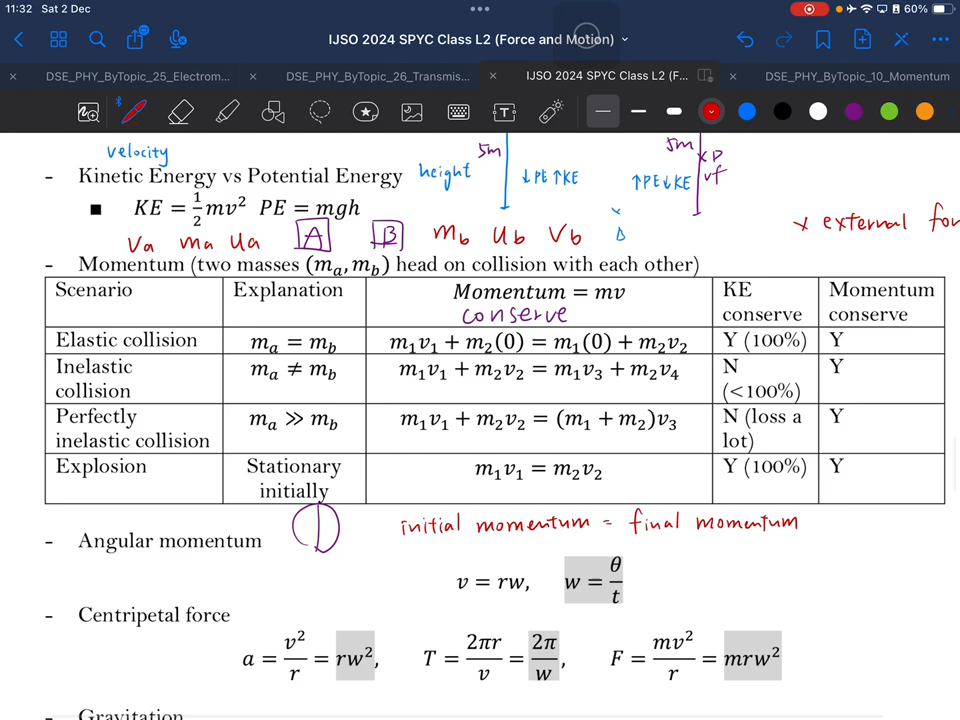 11:32 Sat 2 Dec
60%
IJSO 2024 SPYC Class L2 (Force and Motion)
DSE_PHY_ByTopic_25_Electrom...
DSE_PHY_ByTopic_26_Transmis...
IJSO 2024 SPYC Class L2 (F...
DSE_PHY_ByTopic_10_Momentum
velocity
5m
5m
- Kinetic Energy vs Potential Energy
height
↓PE↑KE
↑PE↓KE
vf
■ KE = ½mv² PE = mgh
Va ma Ua A B mb Ub Vb
x external for
- Momentum (two masses (mₐ, m_b) head on collision with each other)
Scenario Explanation Momentum = mv KE conserve Momentum conserve
conserve
Elastic collision mₐ = m_b m₁v₁ + m₂(0) = m₁(0) + m₂v₂ Y (100%) Y
Inelastic collision mₐ ≠ m_b m₁v₁ + m₂v₂ = m₁v₃ + m₂v₄ N (<100%) Y
Perfectly inelastic collision mₐ ≫ m_b m₁v₁ + m₂v₂ = (m₁ + m₂)v₃ N (loss a lot) Y
Explosion Stationary initially m₁v₁ = m₂v₂ Y (100%) Y
initial momentum = final momentum
- Angular momentum
v = rw, w = θ/t
- Centripetal force
a = v²/r = rw², T = 2πr/v = 2π/w, F = mv²/r = mrw²
- Gravitation